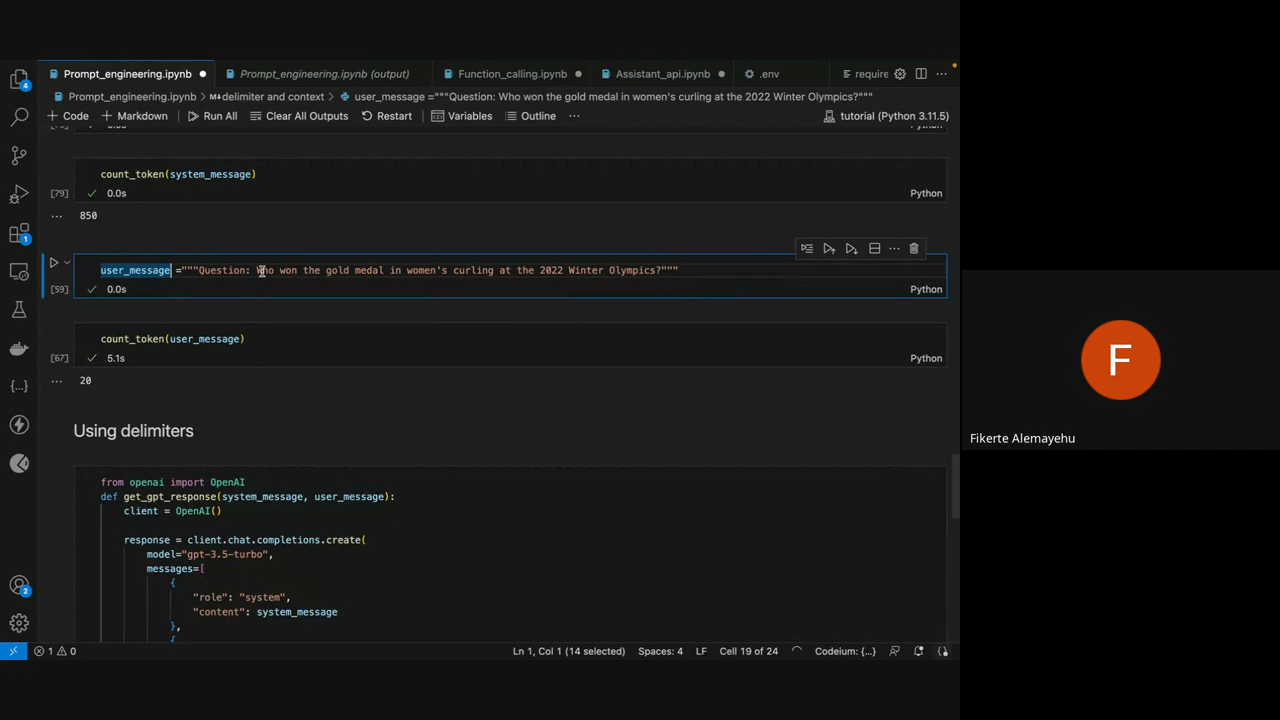 Prompt_engineering.ipynb
Prompt_engineering.ipynb (output)
Function_calling.ipynb
Assistant_api.ipynb
.env
require
Prompt_engineering.ipynb > M↓delimiter and context > user_message ="""Question: Who won the gold medal in women's curling at the 2022 Winter Olympics?"""
+ Code + Markdown Run All Clear All Outputs Restart Variables Outline ... tutorial (Python 3.11.5)
Python
count_token(system_message)
[79] 0.0s Python
... 850
user_message ="""Question: Who won the gold medal in women's curling at the 2022 Winter Olympics?"""
[59] 0.0s Python
count_token(user_message)
[67] 5.1s Python
... 20
Using delimiters
from openai import OpenAI
def get_gpt_response(system_message, user_message):
client = OpenAI()
response = client.chat.completions.create(
model="gpt-3.5-turbo",
messages=[
{
"role": "system",
"content": system_message
},
{
4
1
2
1 0
Ln 1, Col 1 (14 selected) Spaces: 4 LF Cell 19 of 24 Codeium: {...}
F
Fikerte Alemayehu